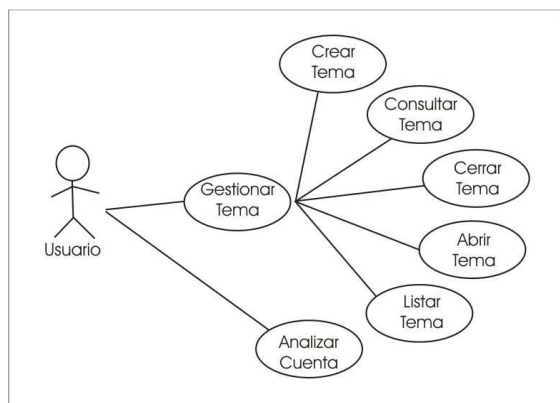 Crear
Tema
Consultar
Tema
Cerrar
Tema
Gestionar
Tema
Abrir
Tema
Usuario
Listar
Tema
Analizar
Cuenta